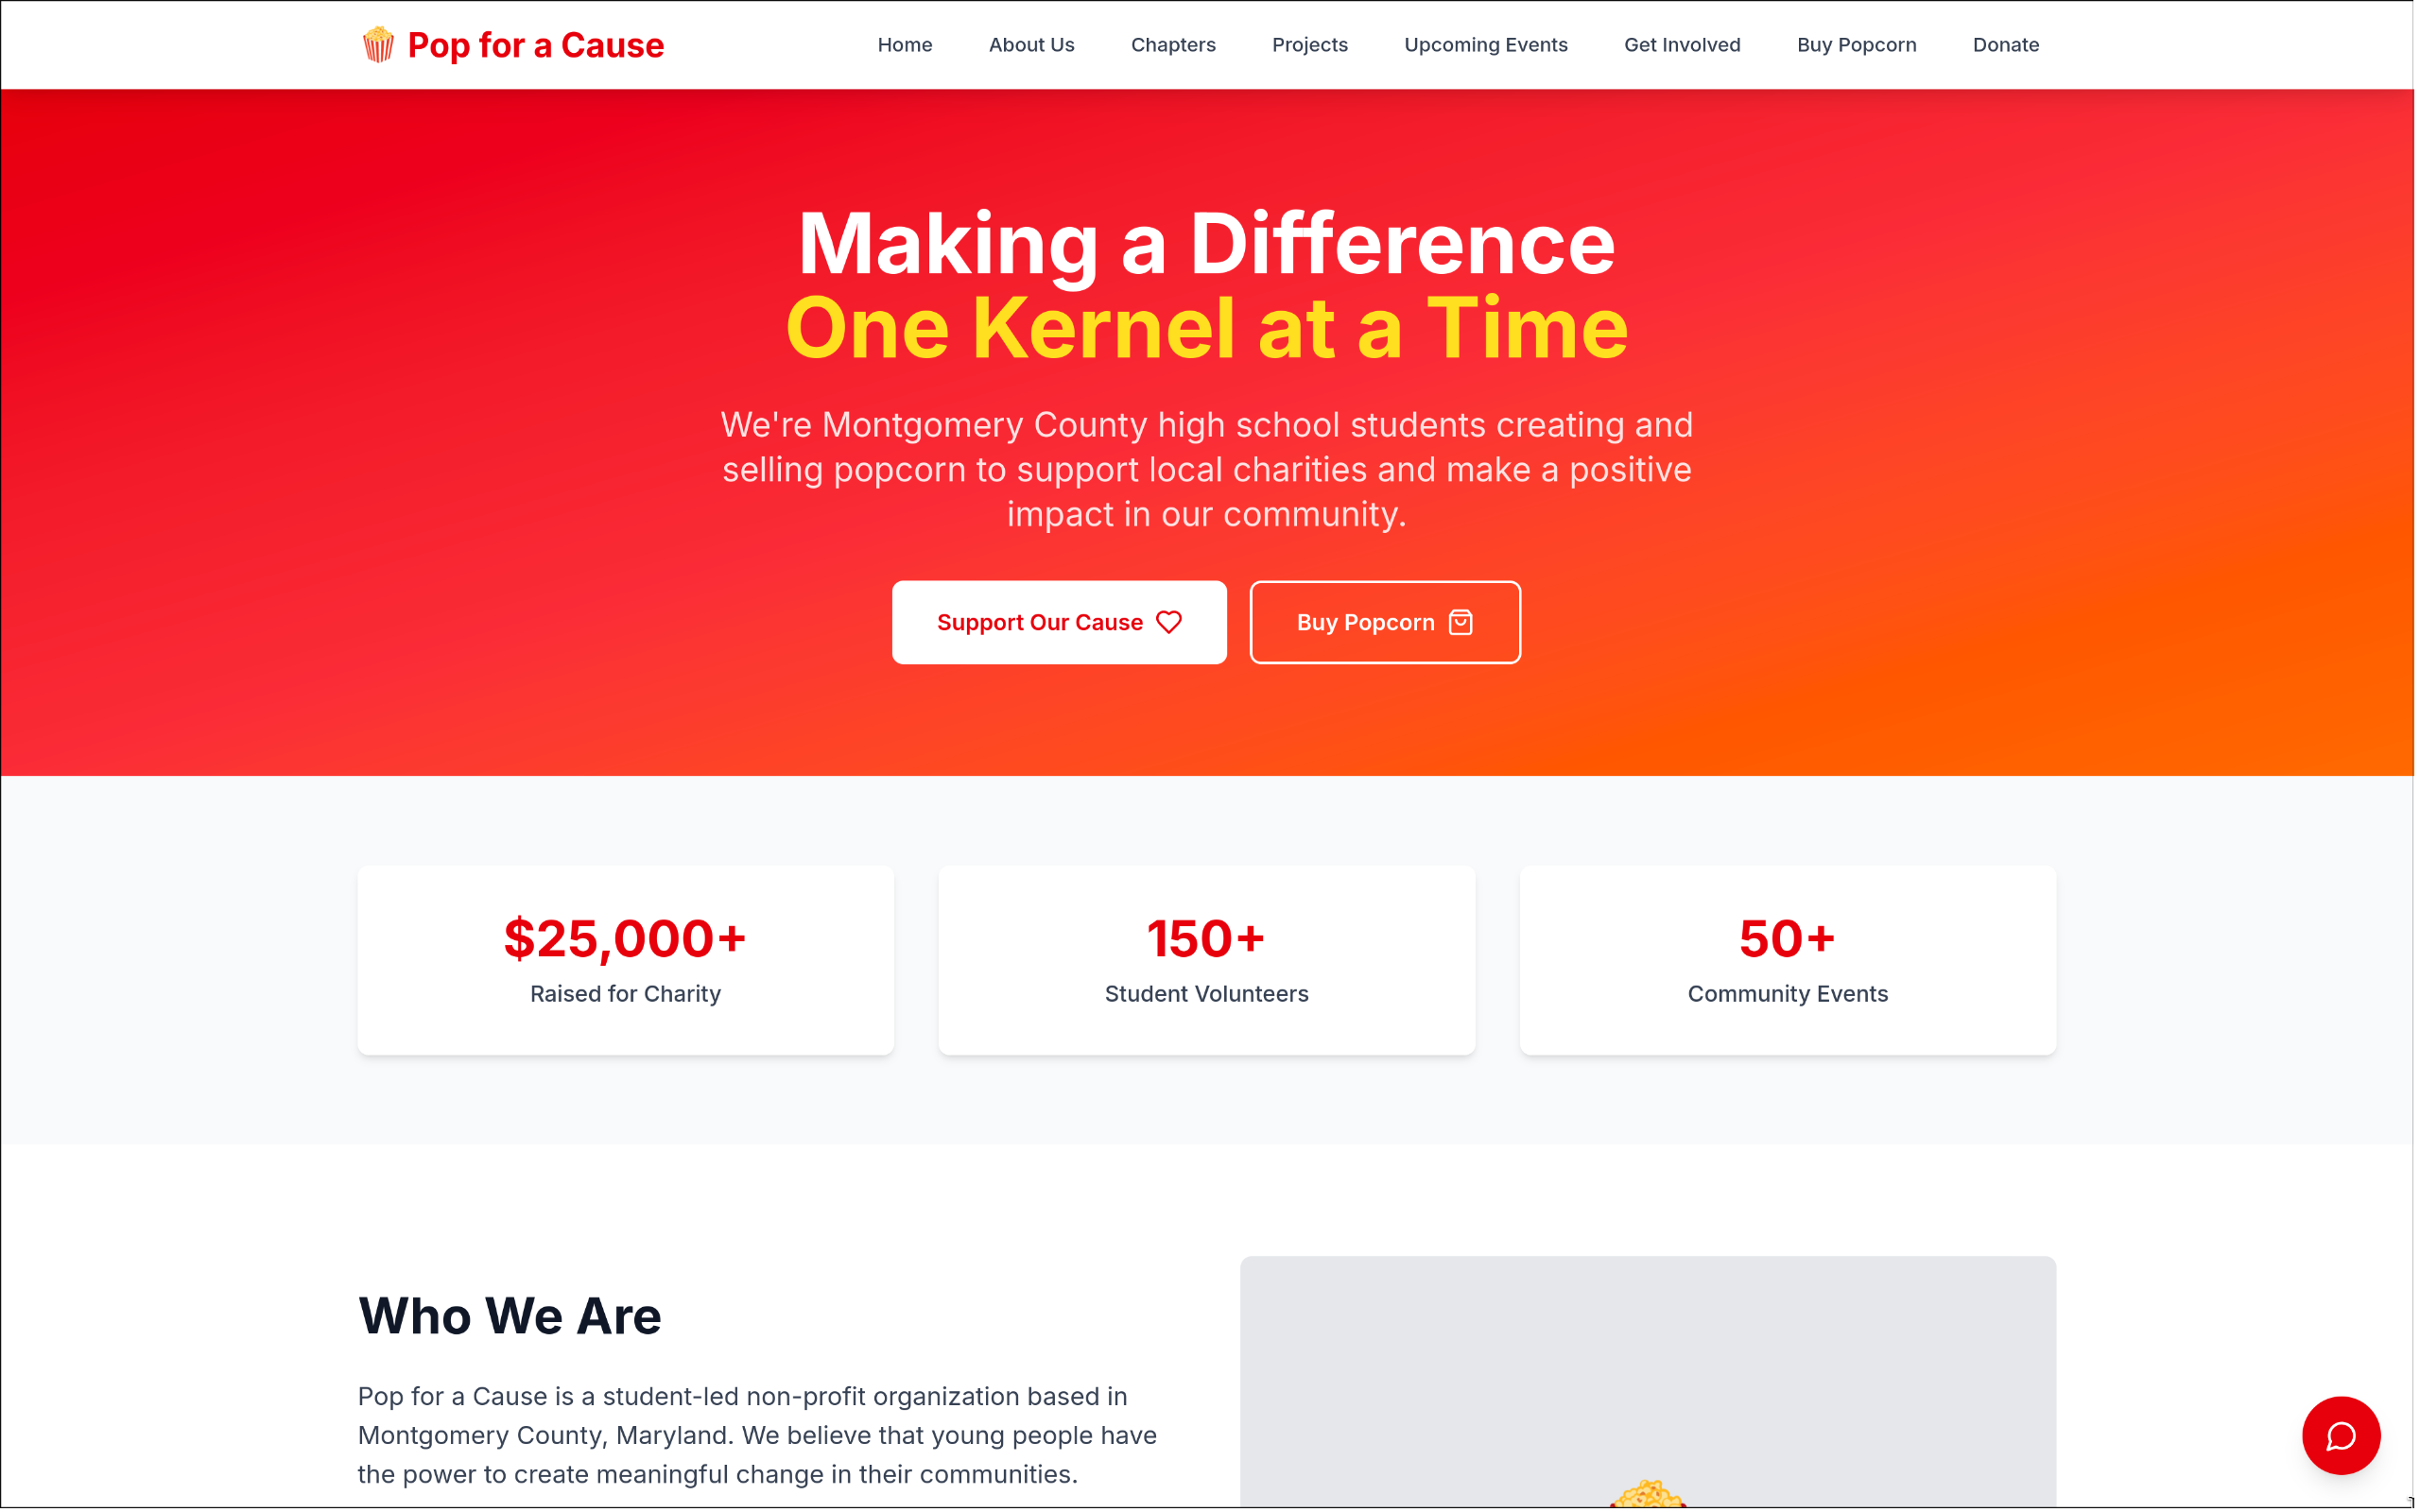 Pop for a Cause
Home
About Us
Chapters
Projects
Upcoming Events
Get Involved
Buy Popcorn
Donate
Making a Difference
One Kernel at a Time
We're Montgomery County high school students creating and
selling popcorn to support local charities and make a positive
impact in our community.
Support Our Cause
Buy Popcorn
$25,000+
Raised for Charity
150+
Student Volunteers
50+
Community Events
Who We Are
Pop for a Cause is a student-led non-profit organization based in
Montgomery County, Maryland. We believe that young people have
the power to create meaningful change in their communities.